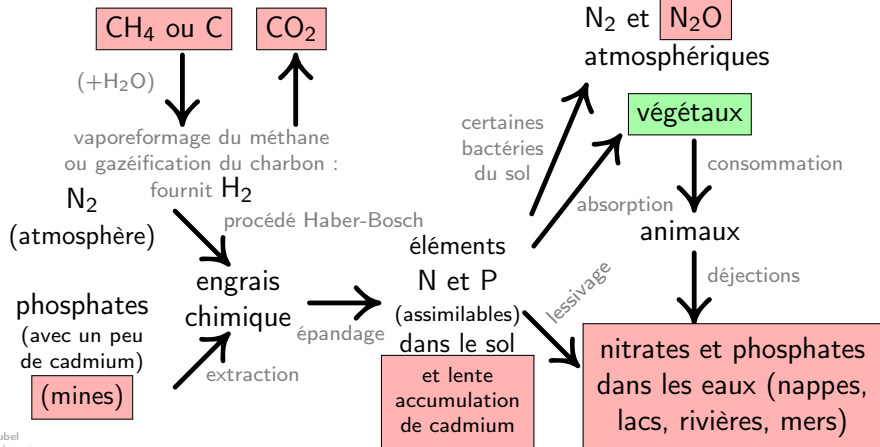 CH₄ ou C
CO₂
(+H₂O)
vaporeformage du méthane
ou gazéification du charbon :
fournit H₂
N₂
(atmosphère)
procédé Haber-Bosch
phosphates
(avec un peu
de cadmium)
(mines)
extraction
engrais
chimique
épandage
éléments
N et P
(assimilables)
dans le sol
et lente
accumulation
de cadmium
certaines
bactéries
du sol
N₂ et N₂O
atmosphériques
absorption
végétaux
consommation
animaux
déjections
lessivage
nitrates et phosphates
dans les eaux (nappes,
lacs, rivières, mers)
ubel